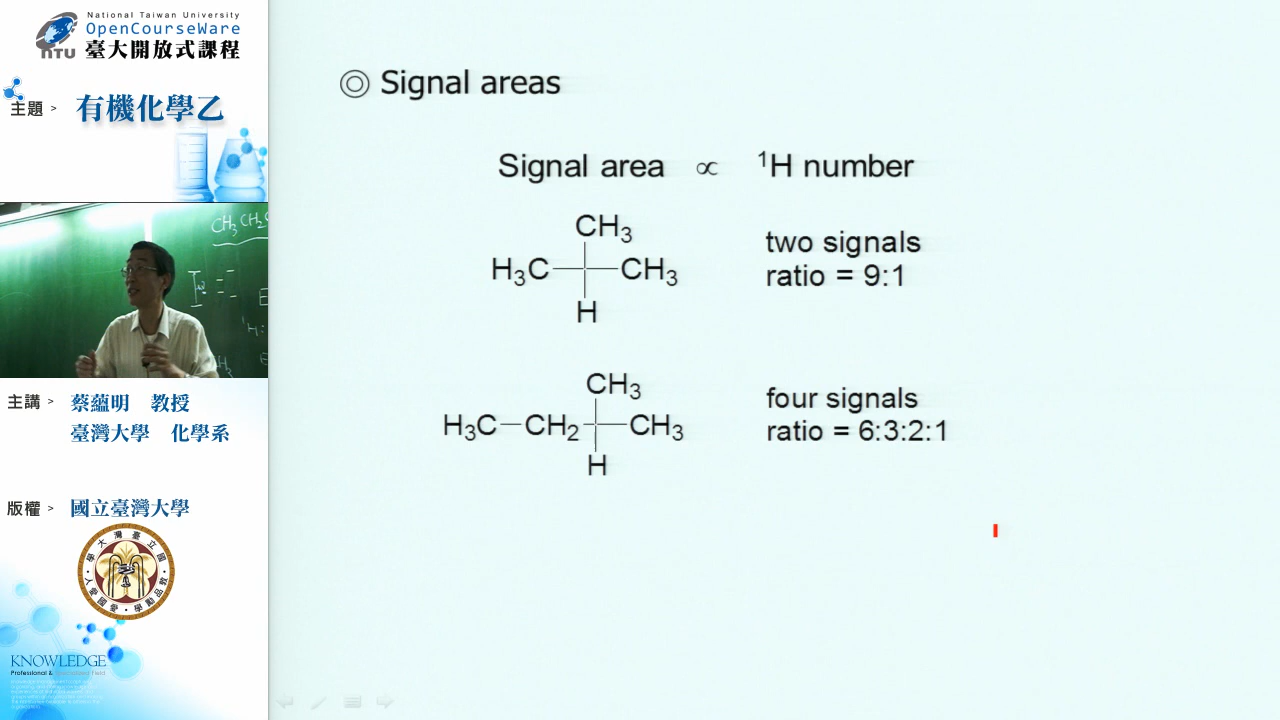 National Taiwan University
OpenCourseWare
NTU 臺大開放式課程
主題 > 有機化學乙
CH₃CH₂
主講 > 蔡蘊明 教授
臺灣大學 化學系
版權 > 國立臺灣大學
KNOWLEDGE
◎ Signal areas
Signal area ∝ ¹H number
CH₃
H₃C CH₃
H
two signals
ratio = 9:1
CH₃
H₃C－CH₂ CH₃
H
four signals
ratio = 6:3:2:1